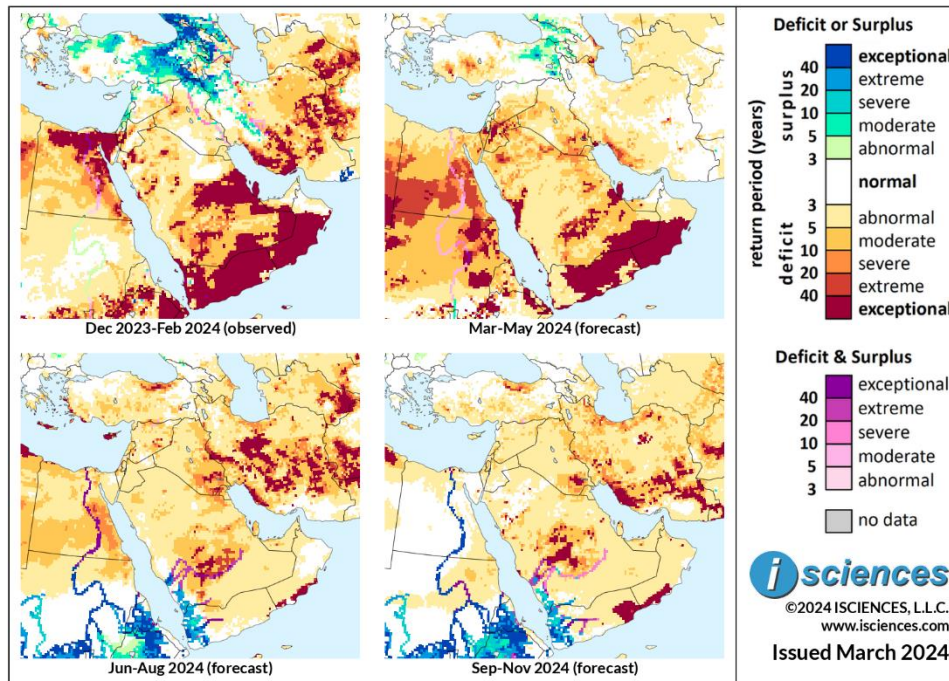 Dec 2023-Feb 2024 (observed)
Mar-May 2024 (forecast)
Jun-Aug 2024 (forecast)
Sep-Nov 2024 (forecast)
Deficit or Surplus
return period (years)
surplus
deficit
exceptional
40
extreme
20
severe
10
moderate
5
abnormal
3
normal
3
abnormal
5
moderate
10
severe
20
extreme
40
exceptional
Deficit & Surplus
exceptional
40
extreme
20
severe
10
moderate
5
abnormal
3
no data
i sciences
©2024 ISCIENCES, L.L.C.
www.isciences.com
Issued March 2024